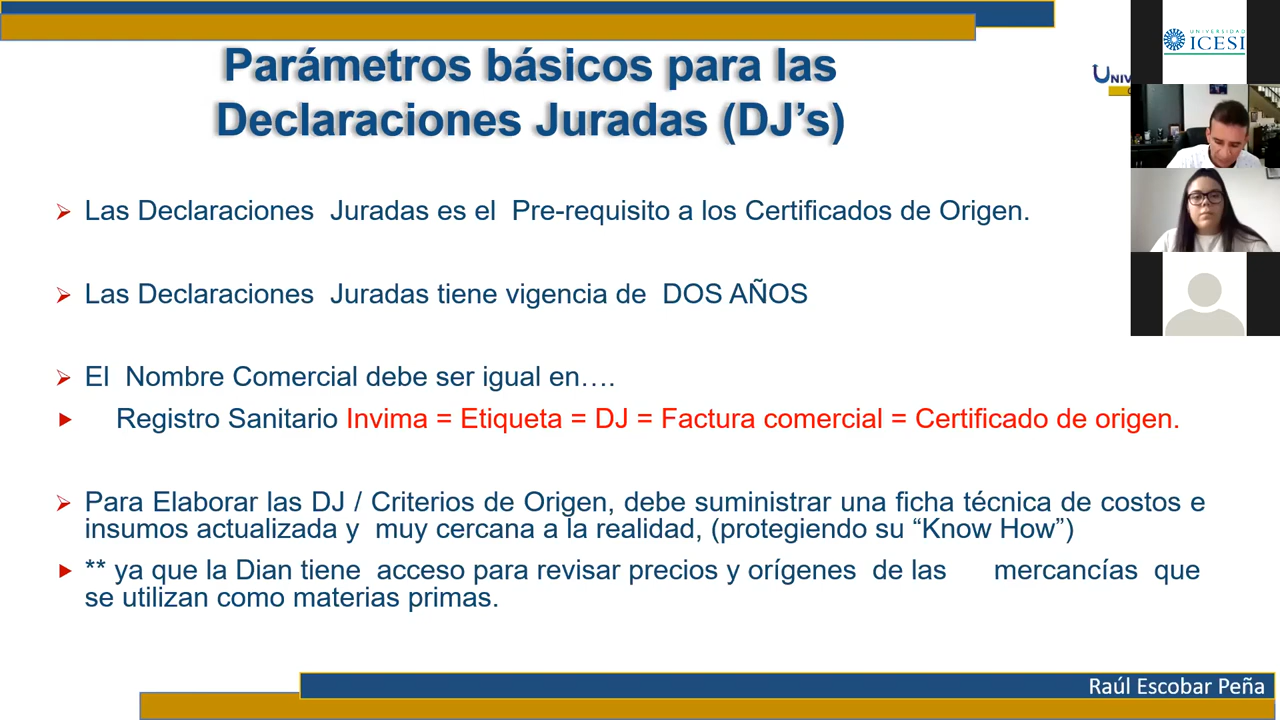 Parámetros básicos para las
Declaraciones Juradas (DJ's)
UNIVERSIDAD
ICESI
Las Declaraciones Juradas es el Pre-requisito a los Certificados de Origen.
Las Declaraciones Juradas tiene vigencia de DOS AÑOS
El Nombre Comercial debe ser igual en….
Registro Sanitario Invima = Etiqueta = DJ = Factura comercial = Certificado de origen.
Para Elaborar las DJ / Criterios de Origen, debe suministrar una ficha técnica de costos e
insumos actualizada y muy cercana a la realidad, (protegiendo su “Know How”)
** ya que la Dian tiene acceso para revisar precios y orígenes de las mercancías que
se utilizan como materias primas.
Raúl Escobar Peña